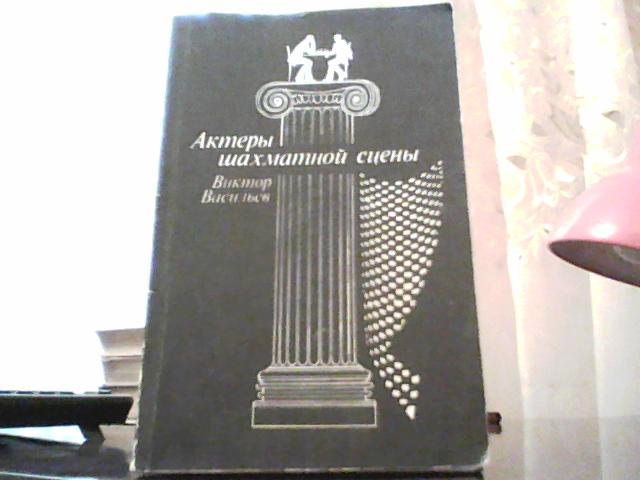 Актеры
шахматной сцены
Виктор
Васильев